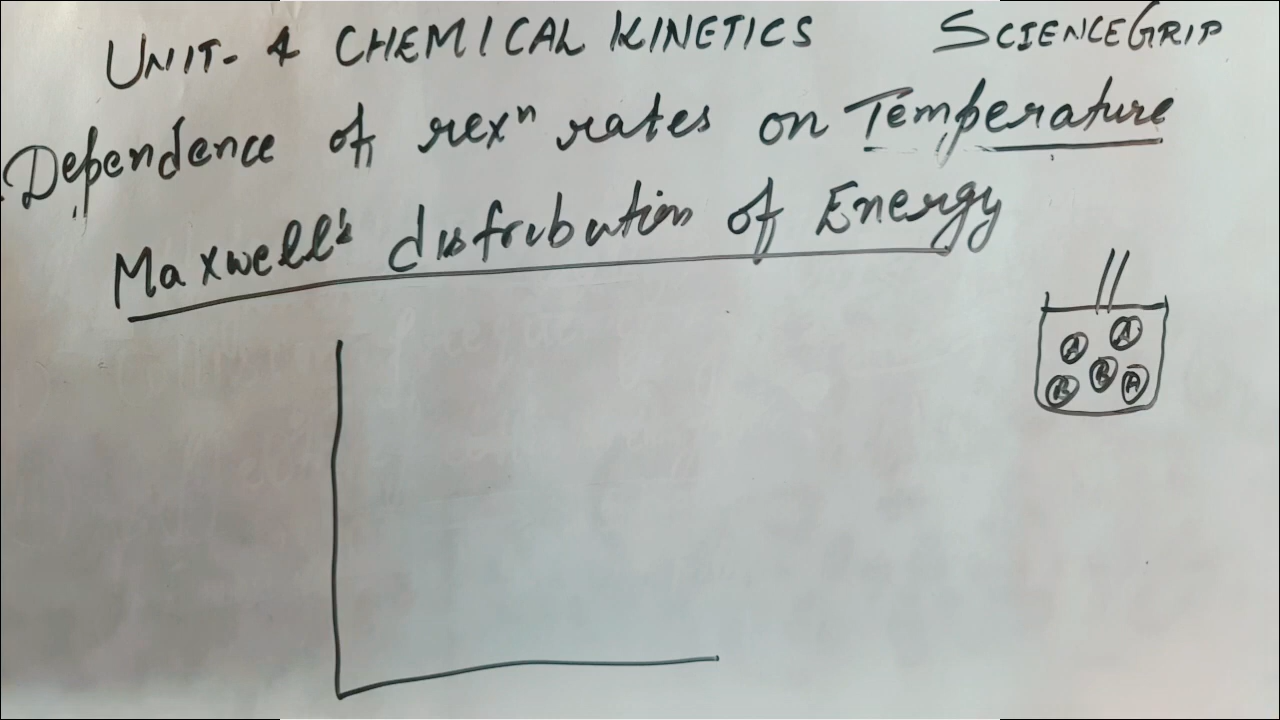 UNIT- 4 CHEMICAL KINETICS SCIENCEGRIP
Dependence of rexⁿ rates on Temperature
Maxwell's distribution of Energy
A A
B B A